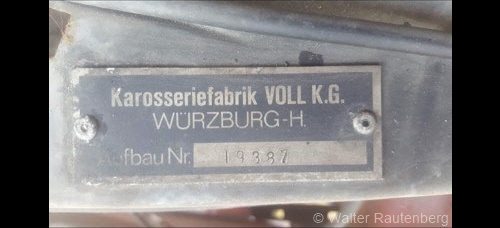 Karosseriefabrik VOLL K.G.
WÜRZBURG-H.
Aufbau Nr. 19387
© Walter Rautenberg